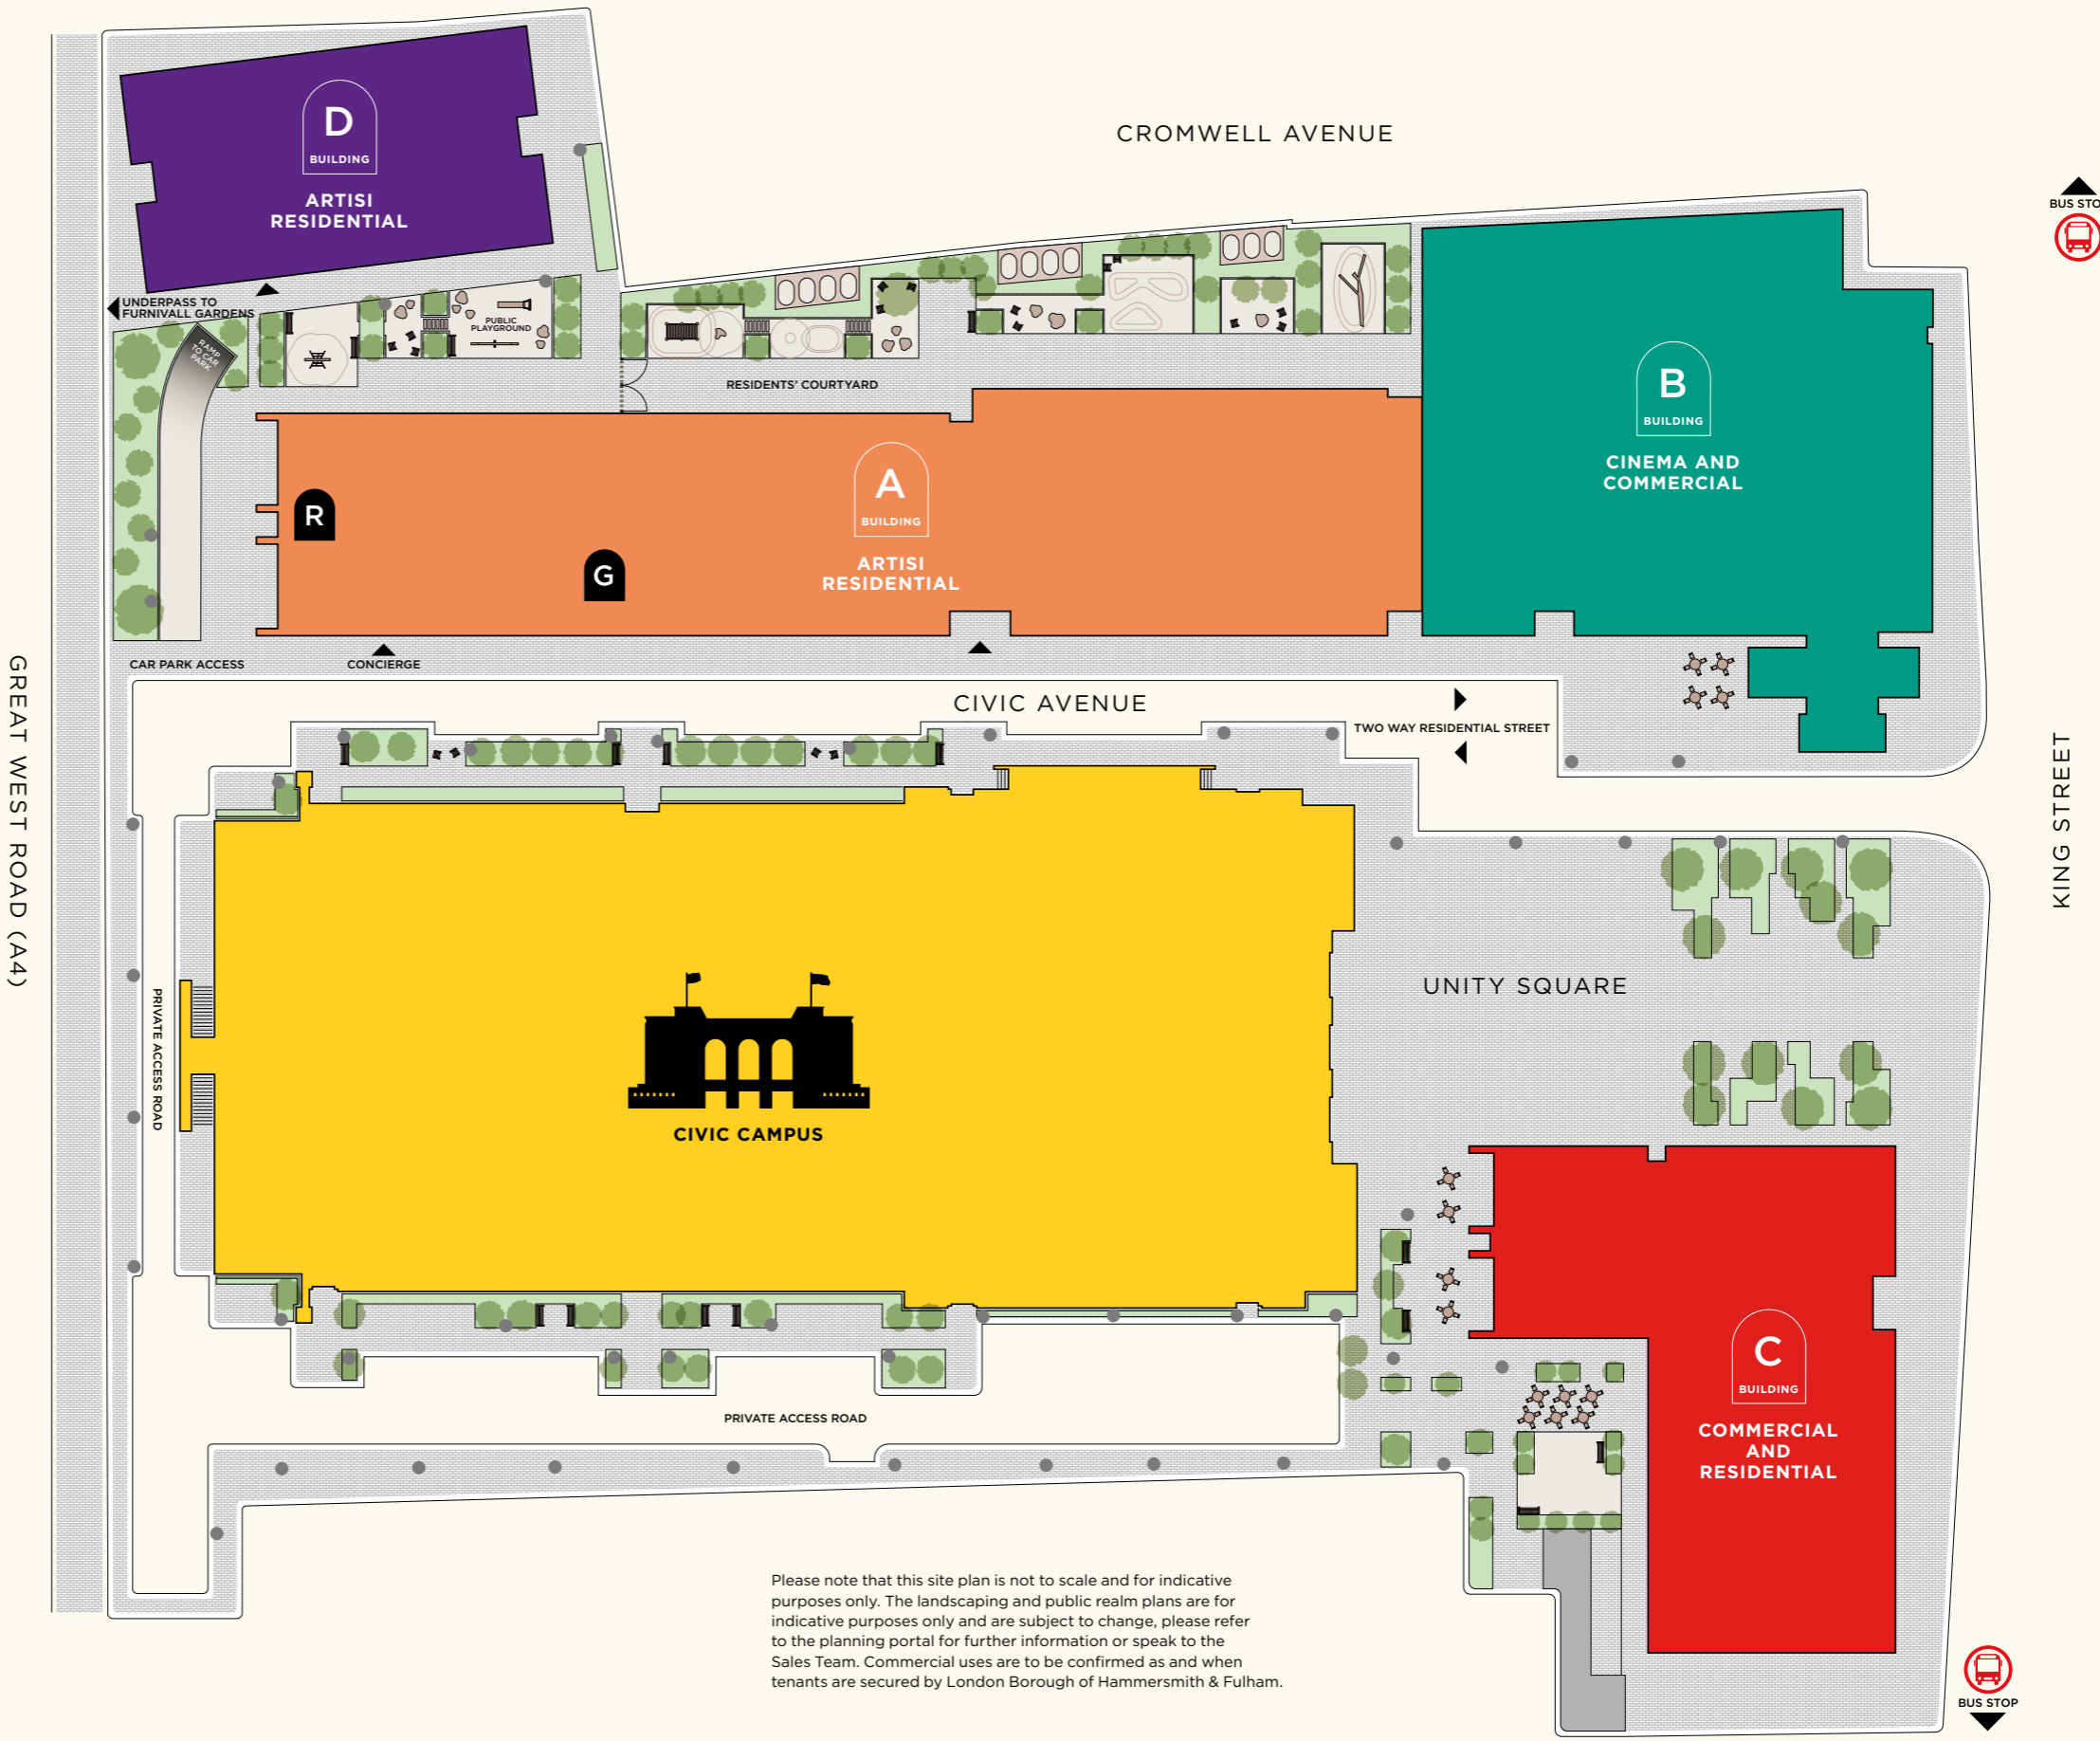 D
BUILDING
ARTISI
RESIDENTIAL
CROMWELL AVENUE
BUS STO
UNDERPASS TO
FURNIVALL GARDENS
PUBLIC
PLAYGROUND
RAMP
TO CAR
PARK
RESIDENTS' COURTYARD
B
BUILDING
CINEMA AND
COMMERCIAL
A
BUILDING
ARTISI
RESIDENTIAL
R
G
CAR PARK ACCESS
CONCIERGE
CIVIC AVENUE
TWO WAY RESIDENTIAL STREET
GREAT WEST ROAD (A4)
KING STREET
PRIVATE ACCESS ROAD
UNITY SQUARE
CIVIC CAMPUS
C
BUILDING
COMMERCIAL
AND
RESIDENTIAL
PRIVATE ACCESS ROAD
Please note that this site plan is not to scale and for indicative
purposes only. The landscaping and public realm plans are for
indicative purposes only and are subject to change, please refer
to the planning portal for further information or speak to the
Sales Team. Commercial uses are to be confirmed as and when
tenants are secured by London Borough of Hammersmith & Fulham.
BUS STOP